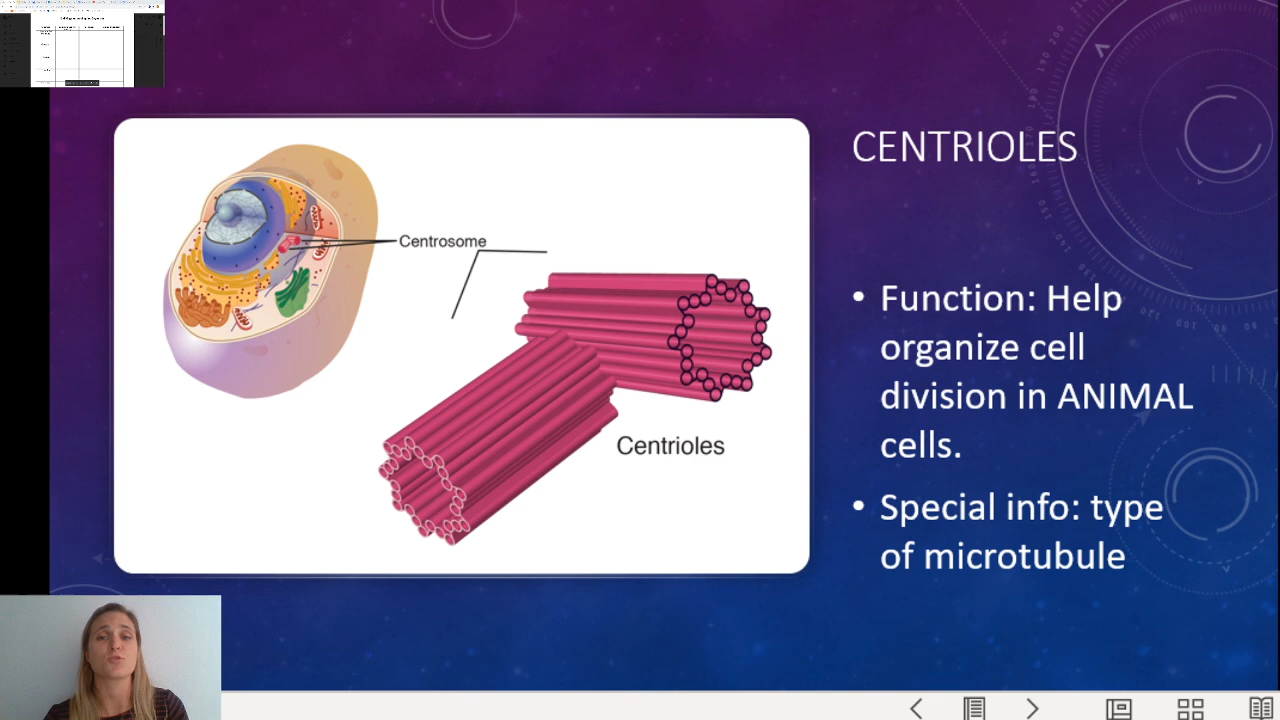 CENTRIOLES
Centrosome
Centrioles
• Function: Help
organize cell
division in ANIMAL
cells.
• Special info: type
of microtubule